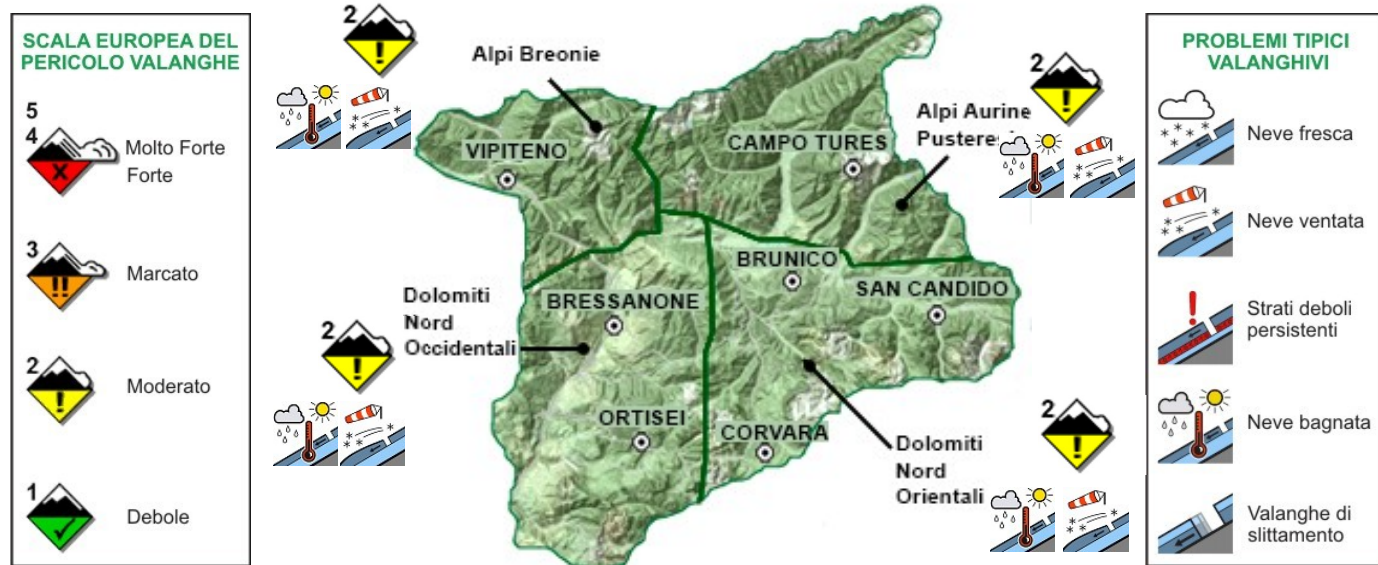 SCALA EUROPEA DEL
PERICOLO VALANGHE
5
4
Molto Forte
Forte
3
Marcato
2
Moderato
1
Debole
2
Alpi Breonie
VIPITENO
CAMPO TURES
2
Alpi Aurine
BRUNICO
SAN CANDIDO
BRESSANONE
Dolomiti
Nord
Occidentali
2
ORTISEI
CORVARA
Dolomiti
Nord
Orientali
2
PROBLEMI TIPICI
VALANGHIVI
Neve fresca
Neve ventata
Strati deboli
persistenti
Neve bagnata
Valanghe di
slittamento